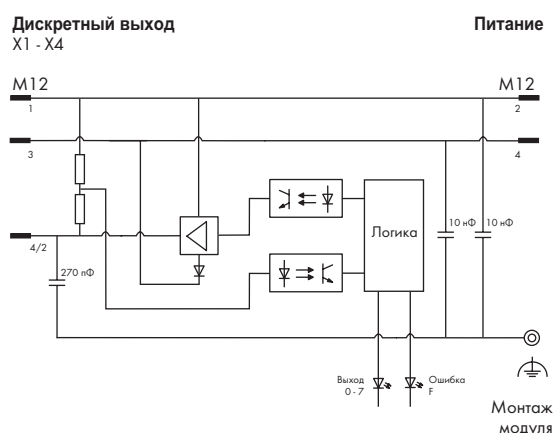 Дискретный выход
Питание
X1 - X4
M12
M12
1
2
3
4
Логика
10 нФ
10 нФ
4/2
270 пФ
Выход
0 - 7
Ошибка
F
Монтаж
модуля